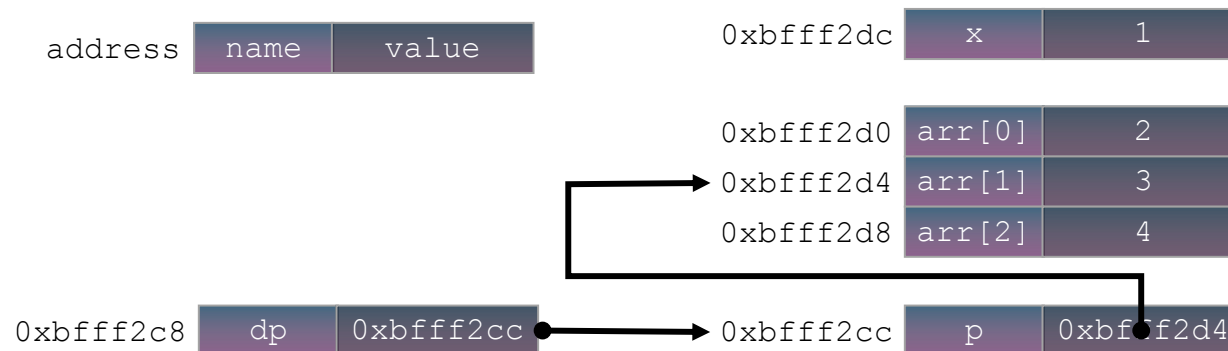 address name value
0xbfff2dc x 1
0xbfff2d0 arr[0] 2
0xbfff2d4 arr[1] 3
0xbfff2d8 arr[2] 4
0xbfff2c8 dp 0xbfff2cc
0xbfff2cc p 0xbfff2d4